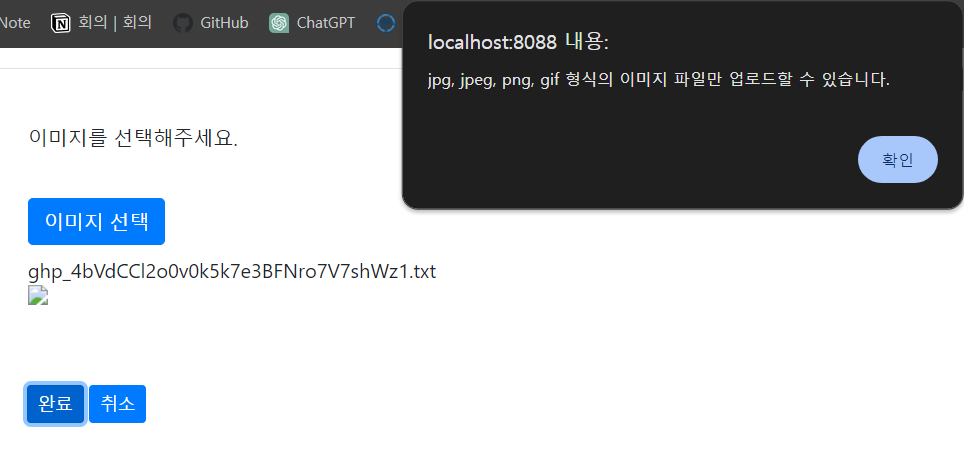 Note 회의 | 회의 GitHub ChatGPT
localhost:8088 내용:
jpg, jpeg, png, gif 형식의 이미지 파일만 업로드할 수 있습니다.
확인
이미지를 선택해주세요.
이미지 선택
ghp_4bVdCCl2o0v0k5k7e3BFNro7V7shWz1.txt
완료 취소